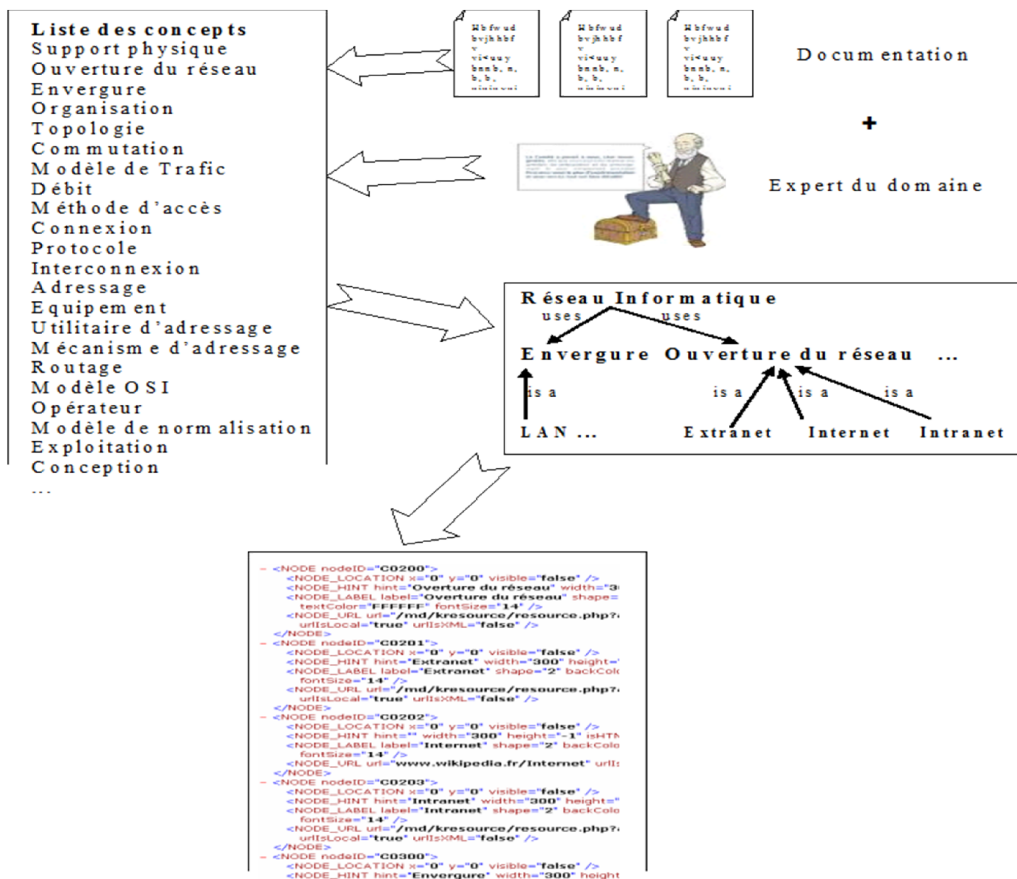 Liste des concepts
Support physique
Ouverture du réseau
Envergure
Organisation
Topologie
Commutation
Modèle de Trafic
Débit
Méthode d'accès
Connexion
Protocole
Interconnexion
Adressage
Equipement
Utilitaire d'adressage
Mécanisme d'adressage
Routage
Modèle OSI
Opérateur
Modèle de normalisation
Exploitation
Conception
...
Documentation
+
Expert du domaine
Réseau Informatique
uses uses
Envergure Ouverture du réseau ...
is a is a is a is a
LAN ... Extranet Internet Intranet
- <NODE nodeID="C0200">
<NODE_LOCATION x="0" y="0" visible="false" />
<NODE_HINT hint="Overture du réseau" width="3
<NODE_LABEL label="Overture du réseau" shape=
textColor="FFFFFF" fontSize="14" />
<NODE_URL url="/md/kresource/resource.php?
urlIsLocal="true" urlIsXML="false" />
</NODE>
- <NODE nodeID="C0201">
<NODE_LOCATION x="0" y="0" visible="false" />
<NODE_HINT hint="Extranet" width="300" height=
<NODE_LABEL label="Extranet" shape="2" backColo
fontSize="14" />
<NODE_URL url="/md/kresource/resource.php?
urlIsLocal="true" urlIsXML="false" />
</NODE>
- <NODE nodeID="C0202">
<NODE_LOCATION x="0" y="0" visible="false" />
<NODE_HINT hint="" width="300" height="-1" isHTM
<NODE_LABEL label="Internet" shape="2" backColo
fontSize="14" />
<NODE_URL url="www.wikipedia.fr/Internet" urlIs
</NODE>
- <NODE nodeID="C0203">
<NODE_LOCATION x="0" y="0" visible="false" />
<NODE_HINT hint="Intranet" width="300" height="
<NODE_LABEL label="Intranet" shape="2" backColo
fontSize="14" />
<NODE_URL url="/md/kresource/resource.php?
urlIsLocal="true" urlIsXML="false" />
</NODE>
- <NODE nodeID="C0300">
<NODE_LOCATION x="0" y="0" visible="false" />
<NODE_HINT hint="Envergure" width="300" height